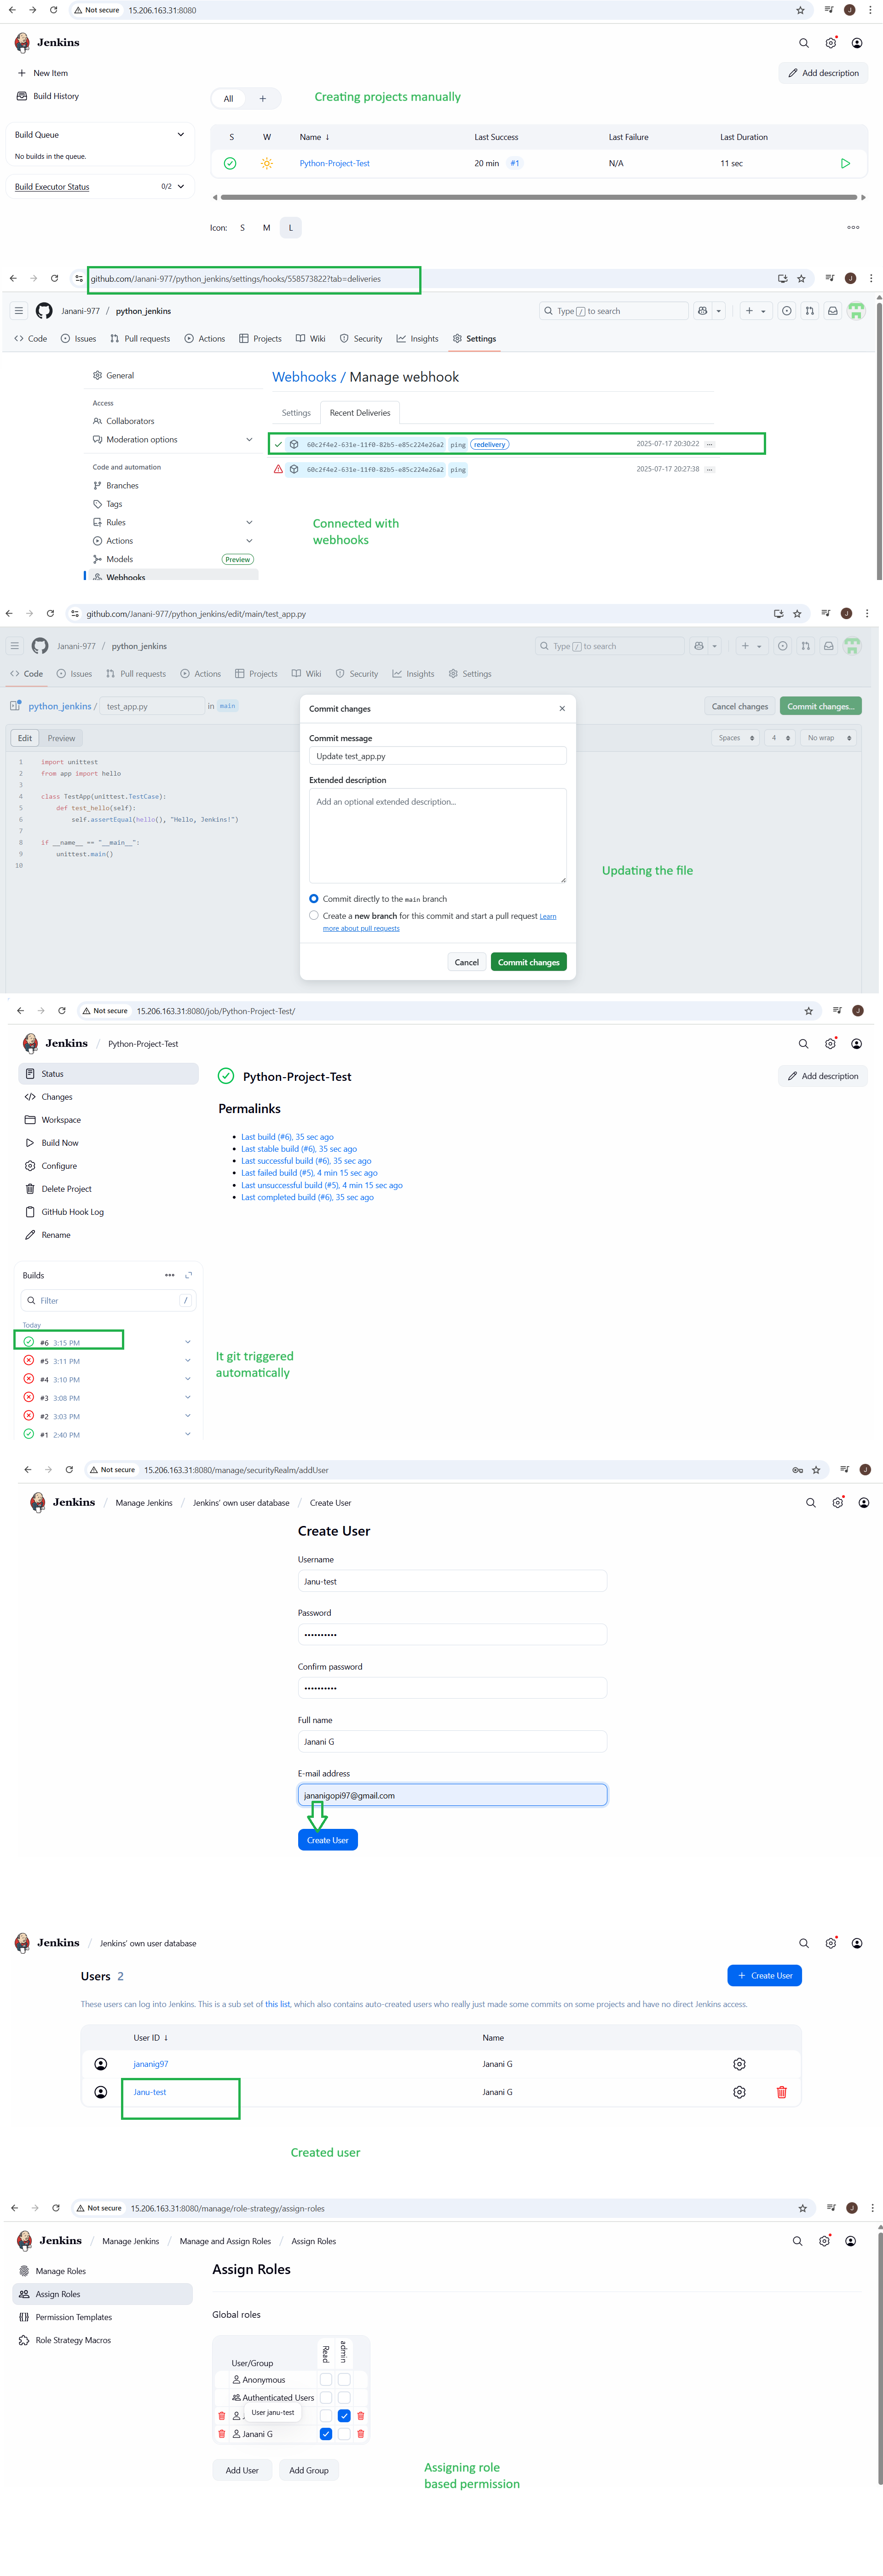 Not secure 15.206.163.31:8080
J
Jenkins
New Item
Add description
Build History
All +
Creating projects manually
Build Queue
No builds in the queue.
S W Name ↓ Last Success Last Failure Last Duration
Python-Project-Test 20 min #1 N/A 11 sec
Build Executor Status 0/2
Icon: S M L
github.com/Janani-977/python_jenkins/settings/hooks/558573822?tab=deliveries
J
Janani-977 / python_jenkins
Type / to search
Code Issues Pull requests Actions Projects Wiki Security Insights Settings
General
Webhooks / Manage webhook
Access
Collaborators
Moderation options
Settings Recent Deliveries
60c2f4e2-631e-11f0-82b5-e85c224e26a2 ping redelivery 2025-07-17 20:30:22 ...
Code and automation
60c2f4e2-631e-11f0-82b5-e85c224e26a2 ping 2025-07-17 20:27:38 ...
Branches
Tags
Rules
Actions
Models Preview
Webhooks
Connected with
webhooks
github.com/Janani-977/python_jenkins/edit/main/test_app.py
J
Janani-977 / python_jenkins
Type / to search
Code Issues Pull requests Actions Projects Wiki Security Insights Settings
python_jenkins / test_app.py in main
Cancel changes Commit changes...
Edit Preview
Spaces 4 No wrap
1 import unittest
2 from app import hello
3
4 class TestApp(unittest.TestCase):
5 def test_hello(self):
6 self.assertEqual(hello(), "Hello, Jenkins!")
7
8 if __name__ == "__main__":
9 unittest.main()
10
Commit changes
Commit message
Update test_app.py
Extended description
Add an optional extended description...
Commit directly to the main branch
Create a new branch for this commit and start a pull request Learn
more about pull requests
Cancel Commit changes
Updating the file
Not secure 15.206.163.31:8080/job/Python-Project-Test/
J
Jenkins / Python-Project-Test
Status
Changes
Workspace
Build Now
Configure
Delete Project
GitHub Hook Log
Rename
Python-Project-Test
Add description
Permalinks
Last build (#6), 35 sec ago
Last stable build (#6), 35 sec ago
Last successful build (#6), 35 sec ago
Last failed build (#5), 4 min 15 sec ago
Last unsuccessful build (#5), 4 min 15 sec ago
Last completed build (#6), 35 sec ago
Builds
Filter /
Today
#6 3:15 PM
#5 3:11 PM
#4 3:10 PM
#3 3:08 PM
#2 3:03 PM
#1 2:40 PM
It git triggered
automatically
Not secure 15.206.163.31:8080/manage/securityRealm/addUser
J
Jenkins / Manage Jenkins / Jenkins' own user database / Create User
Create User
Username
Janu-test
Password
Confirm password
Full name
Janani G
E-mail address
jananigopi97@gmail.com
Create User
Jenkins / Jenkins' own user database
Users 2
+ Create User
These users can log into Jenkins. This is a sub set of this list, which also contains auto-created users who really just made some commits on some projects and have no direct Jenkins access.
User ID ↓ Name
jananig97 Janani G
Janu-test Janani G
Created user
Not secure 15.206.163.31:8080/manage/role-strategy/assign-roles
J
Jenkins / Manage Jenkins / Manage and Assign Roles / Assign Roles
Manage Roles
Assign Roles
Permission Templates
Role Strategy Macros
Assign Roles
Global roles
User/Group Read admin
Anonymous
Authenticated Users
User janu-test
Janani G
Add User Add Group
Assigning role
based permission